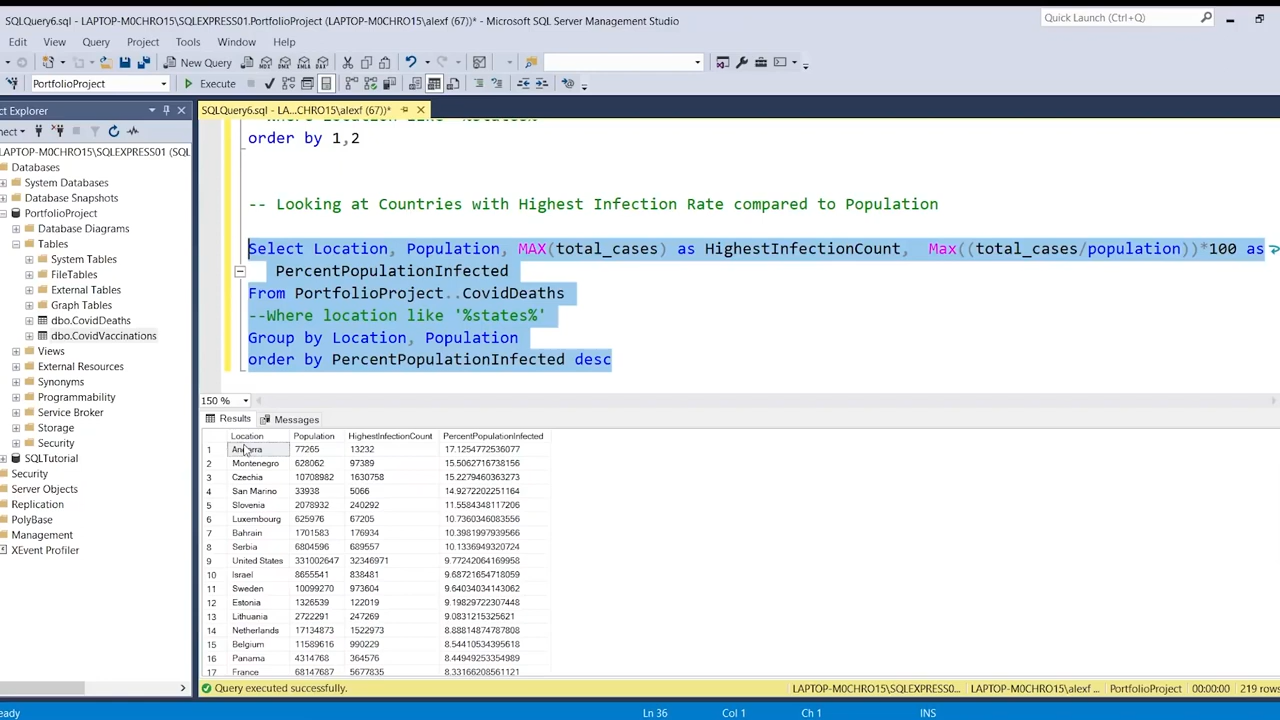 SQLQuery6.sql - LAPTOP-M0CHRO15\SQLEXPRESS01.PortfolioProject (LAPTOP-M0CHRO15\alexf (67))* - Microsoft SQL Server Management Studio
Quick Launch (Ctrl+Q)
Edit View Query Project Tools Window Help
New Query
PortfolioProject Execute
ct Explorer
SQLQuery6.sql - LA...CHRO15\alexf (67))*
nect
LAPTOP-M0CHRO15\SQLEXPRESS01 (SQL
Databases
System Databases
Data­base Snapshots
PortfolioProject
Database Diagrams
Tables
System Tables
FileTables
External Tables
Graph Tables
dbo.CovidDeaths
dbo.CovidVaccinations
Views
External Resources
Synonyms
Programmability
Service Broker
Storage
Security
SQLTutorial
Security
Server Objects
Replication
PolyBase
Management
XEvent Profiler
order by 1,2
-- Looking at Countries with Highest Infection Rate compared to Population
Select Location, Population, MAX(total_cases) as HighestInfectionCount, Max((total_cases/population))*100 as
PercentPopulationInfected
From PortfolioProject..CovidDeaths
--Where location like '%states%'
Group by Location, Population
order by PercentPopulationInfected desc
150 %
Results Messages
Location Population HighestInfectionCount PercentPopulationInfected
1 Andorra 77265 13232 17.1254772536077
2 Montenegro 628062 97389 15.5062716738156
3 Czechia 10708982 1630758 15.2279460363273
4 San Marino 33938 5066 14.9272202251164
5 Slovenia 2078932 240292 11.5584348117206
6 Luxembourg 625976 67205 10.7360346083556
7 Bahrain 1701583 176934 10.3981997939566
8 Serbia 6804596 689557 10.1336949320724
9 United States 331002647 32346971 9.77242064169958
10 Israel 8655541 838481 9.68721654718059
11 Sweden 10099270 973604 9.64034034143062
12 Estonia 1326539 122019 9.19829722307448
13 Lithuania 2722291 247269 9.0831215325621
14 Netherlands 17134873 1522973 8.88814874787808
15 Belgium 11589616 990229 8.54410534395618
16 Panama 4314768 364576 8.44949253354989
17 France 68147687 5677835 8.33166208561121
Query executed successfully. LAPTOP-M0CHRO15\SQLEXPRESS0... LAPTOP-M0CHRO15\alexf ... PortfolioProject 00:00:00 219 rows
eady Ln 36 Col 1 Ch 1 INS